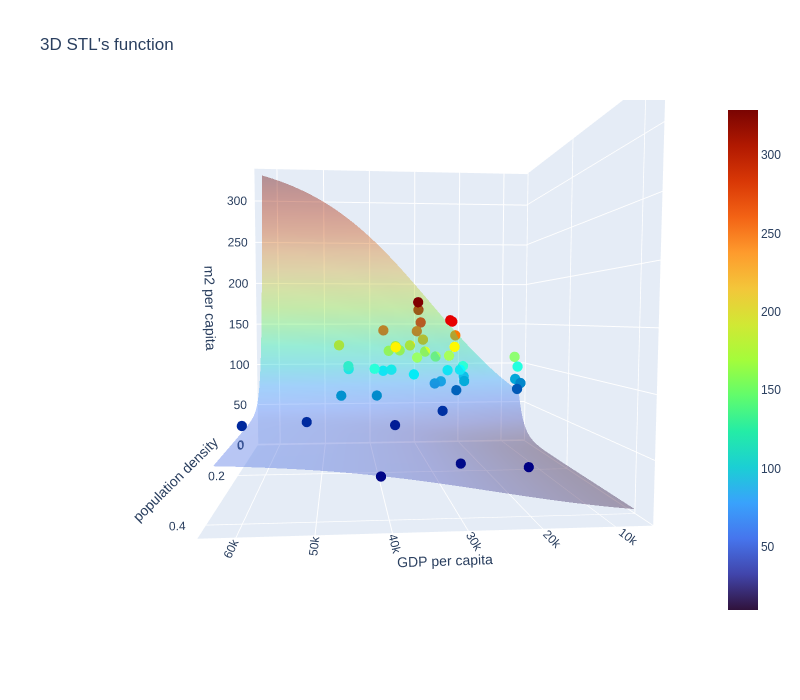 3D STL's function
300
250
200
150
100
50
0
m2 per capita
0
0.2
0.4
population density
60k
50k
40k
30k
20k
10k
GDP per capita
300
250
200
150
100
50